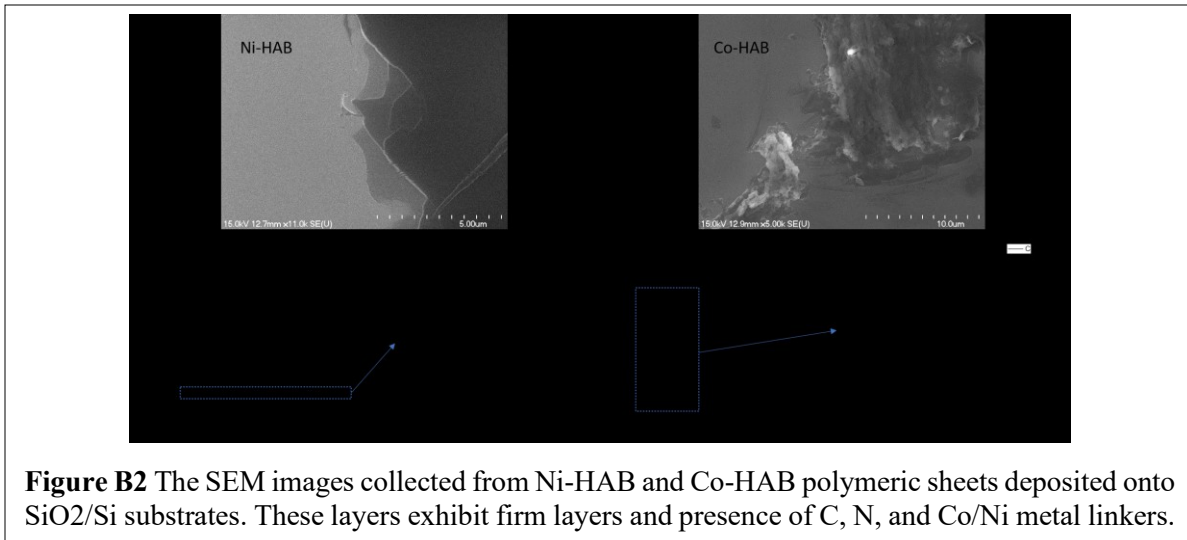 Ni-HAB
Co-HAB
15.0kV 12.7mm x11.0k SE(U) 5.00um
15.0kV 12.9mm x5.00k SE(U) 10.0um
Figure B2 The SEM images collected from Ni-HAB and Co-HAB polymeric sheets deposited onto
SiO2/Si substrates. These layers exhibit firm layers and presence of C, N, and Co/Ni metal linkers.